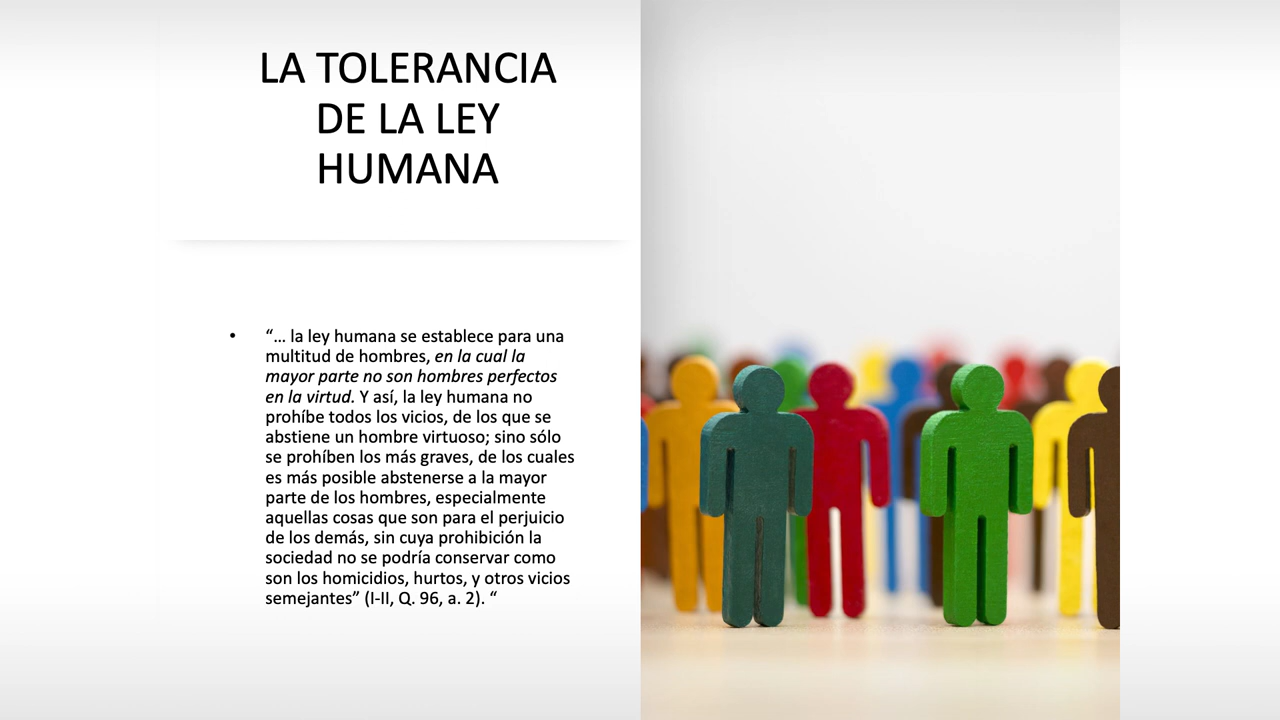 LA TOLERANCIA
DE LA LEY
HUMANA
• “... la ley humana se establece para una
multitud de hombres, en la cual la
mayor parte no son hombres perfectos
en la virtud. Y así, la ley humana no
prohíbe todos los vicios, de los que se
abstiene un hombre virtuoso; sino sólo
se prohíben los más graves, de los cuales
es más posible abstenerse a la mayor
parte de los hombres, especialmente
aquellas cosas que son para el perjuicio
de los demás, sin cuya prohibición la
sociedad no se podría conservar como
son los homicidios, hurtos, y otros vicios
semejantes” (I-II, Q. 96, a. 2). “